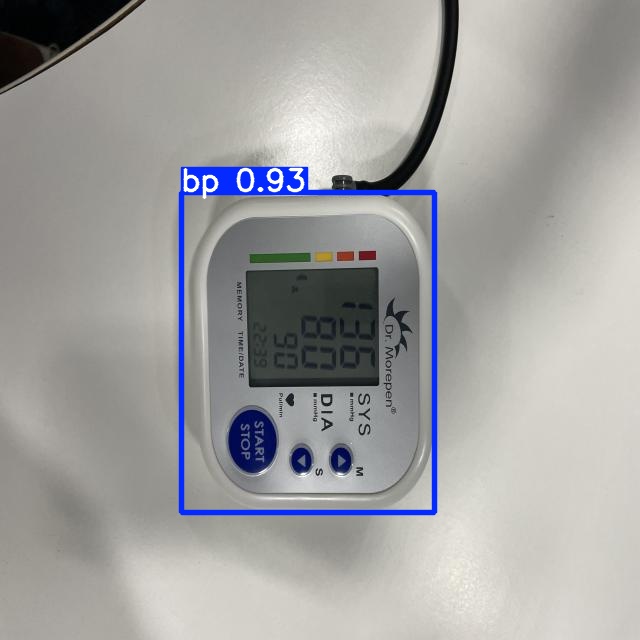 bp 0.93
Dr. Morepen®
136
80
90
SYS
mmHg
DIA
mmHg
Pul/min
MEMORY TIME/DATE
M
S
START
STOP